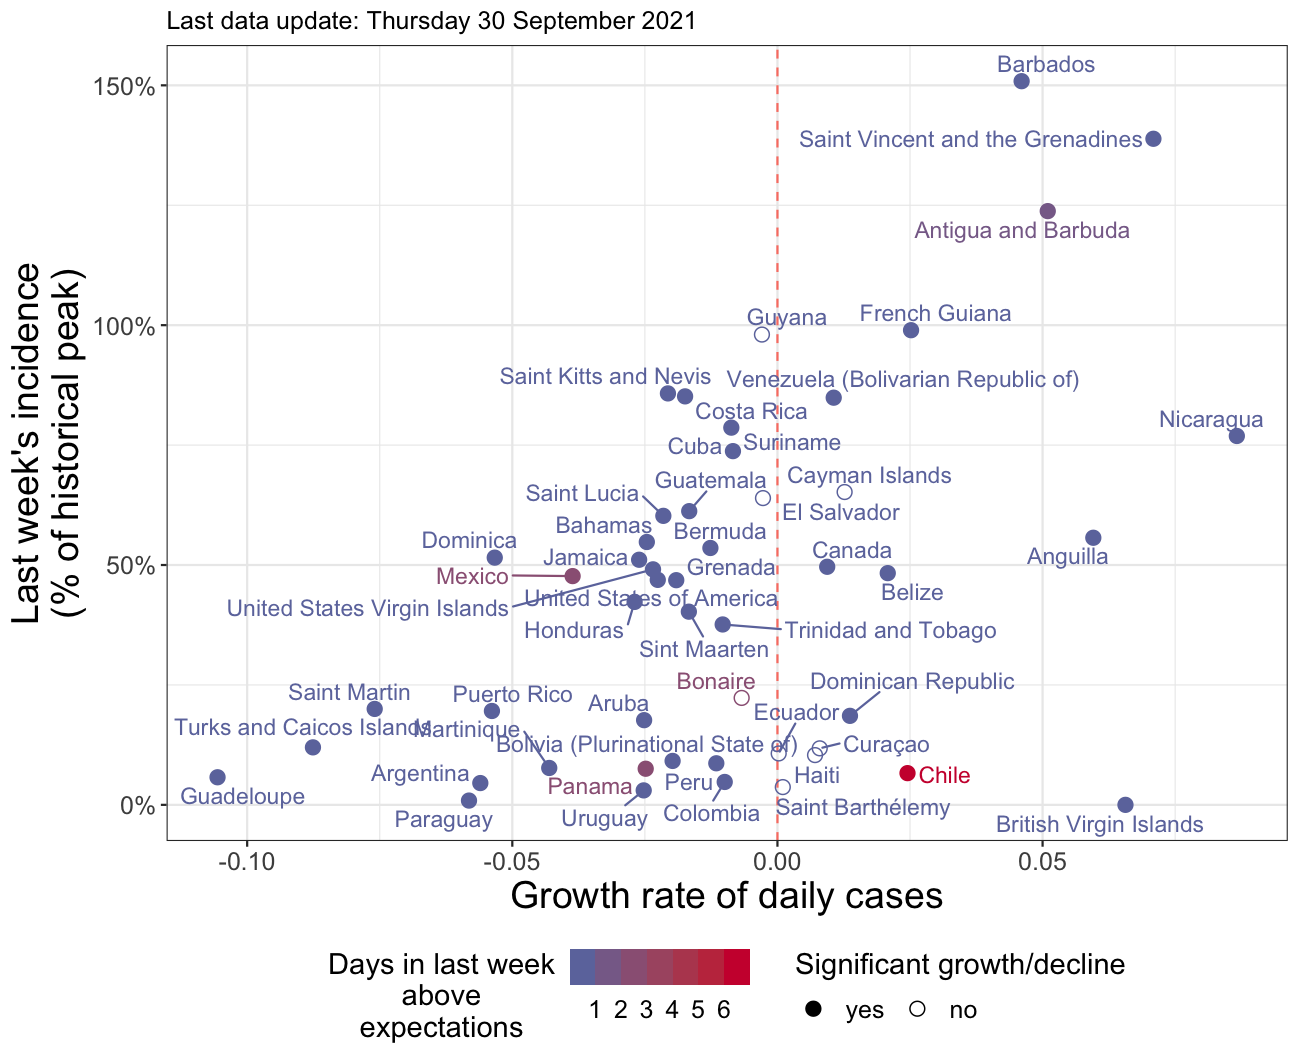 Last data update: Thursday 30 September 2021
Last week's incidence
(% of historical peak)
150%
100%
50%
0%
Barbados
Saint Vincent and the Grenadines
Antigua and Barbuda
Guyana
French Guiana
Saint Kitts and Nevis
Venezuela (Bolivarian Republic of)
Costa Rica
Nicaragua
Cuba
Suriname
Guatemala
Cayman Islands
Saint Lucia
El Salvador
Bahamas
Bermuda
Dominica
Jamaica
Canada
Anguilla
Mexico
Grenada
Belize
United States of America
United States Virgin Islands
Honduras
Trinidad and Tobago
Sint Maarten
Bonaire
Dominican Republic
Saint Martin
Puerto Rico
Aruba
Ecuador
Turks and Caicos Islands
Martinique
Bolivia (Plurinational State of)
Curaçao
Argentina
Panama
Peru
Haiti
Chile
Guadeloupe
Paraguay
Uruguay
Colombia
Saint Barthélemy
British Virgin Islands
-0.10
-0.05
0.00
0.05
Growth rate of daily cases
Days in last week
above
expectations
1 2 3 4 5 6
Significant growth/decline
yes
no